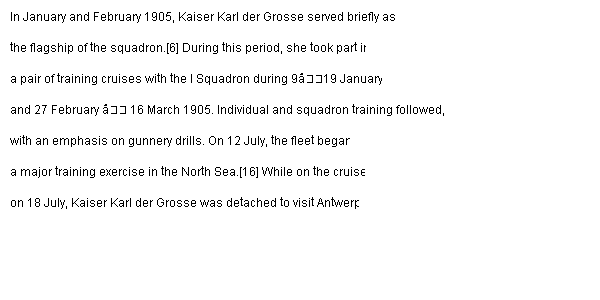 In January and February 1905, Kaiser Karl der Grosse served briefly as
the flagship of the squadron.[6] During this period, she took part in
a pair of training cruises with the I Squadron during 9â□□19 January
and 27 February â□□ 16 March 1905. Individual and squadron training followed,
with an emphasis on gunnery drills. On 12 July, the fleet began
a major training exercise in the North Sea.[16] While on the cruise
on 18 July, Kaiser Karl der Grosse was detached to visit Antwerp